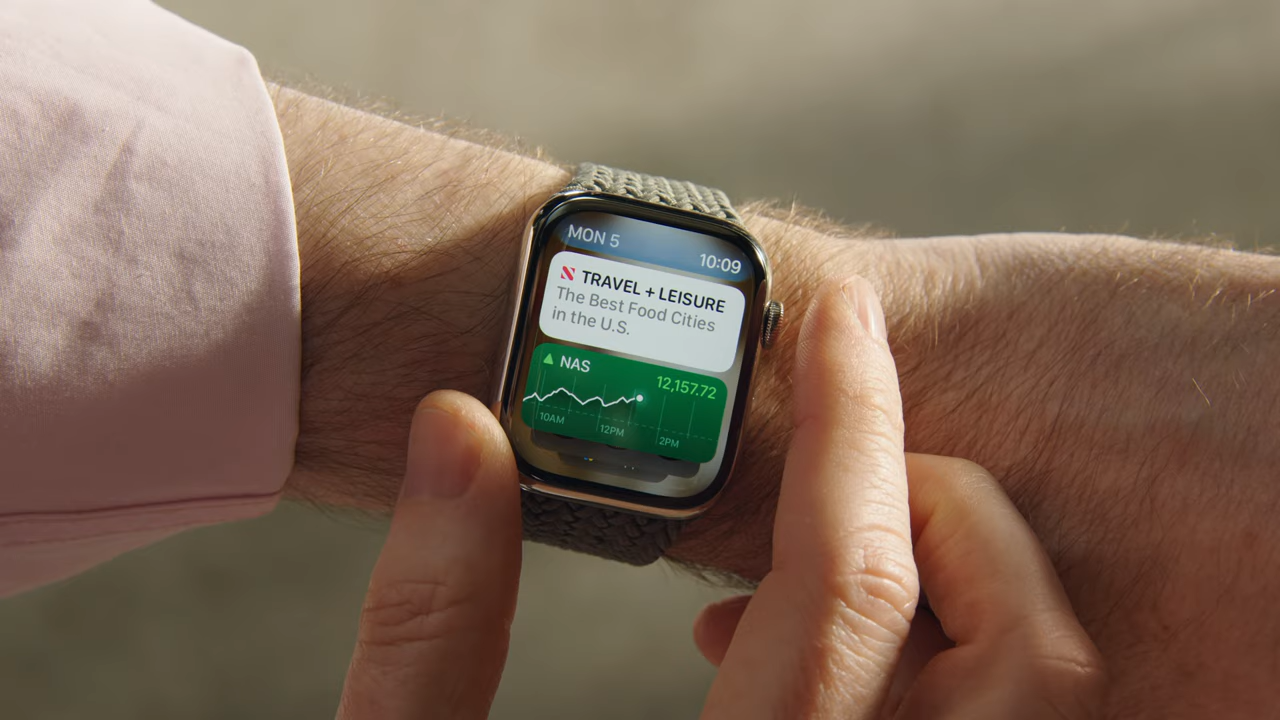 MON 5
10:09
TRAVEL + LEISURE
The Best Food Cities
in the U.S.
NAS
12,157.72
10AM
12PM
2PM